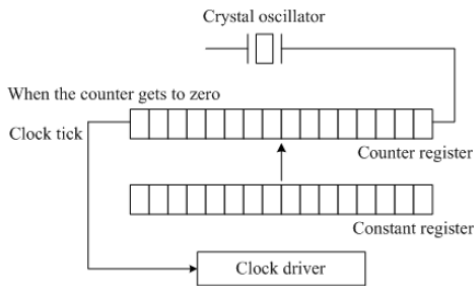 Crystal oscillator
When the counter gets to zero
Clock tick
Counter register
Constant register
Clock driver